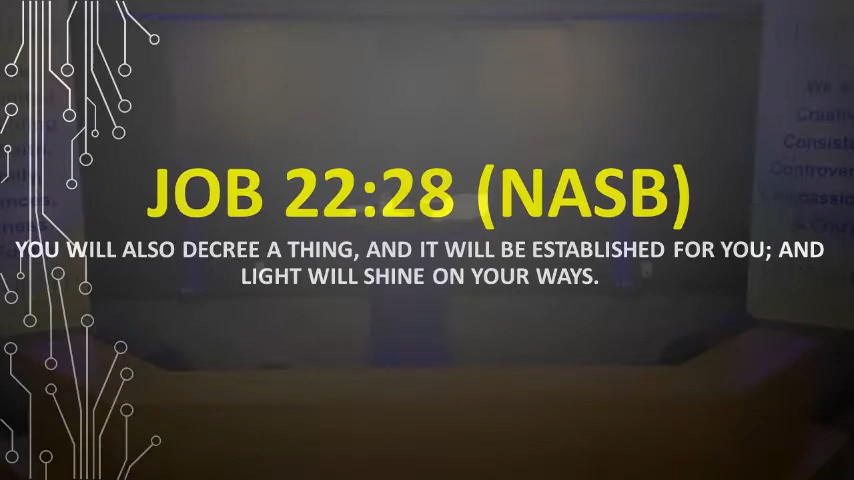 JOB 22:28 (NASB)
YOU WILL ALSO DECREE A THING, AND IT WILL BE ESTABLISHED FOR YOU; AND
LIGHT WILL SHINE ON YOUR WAYS.